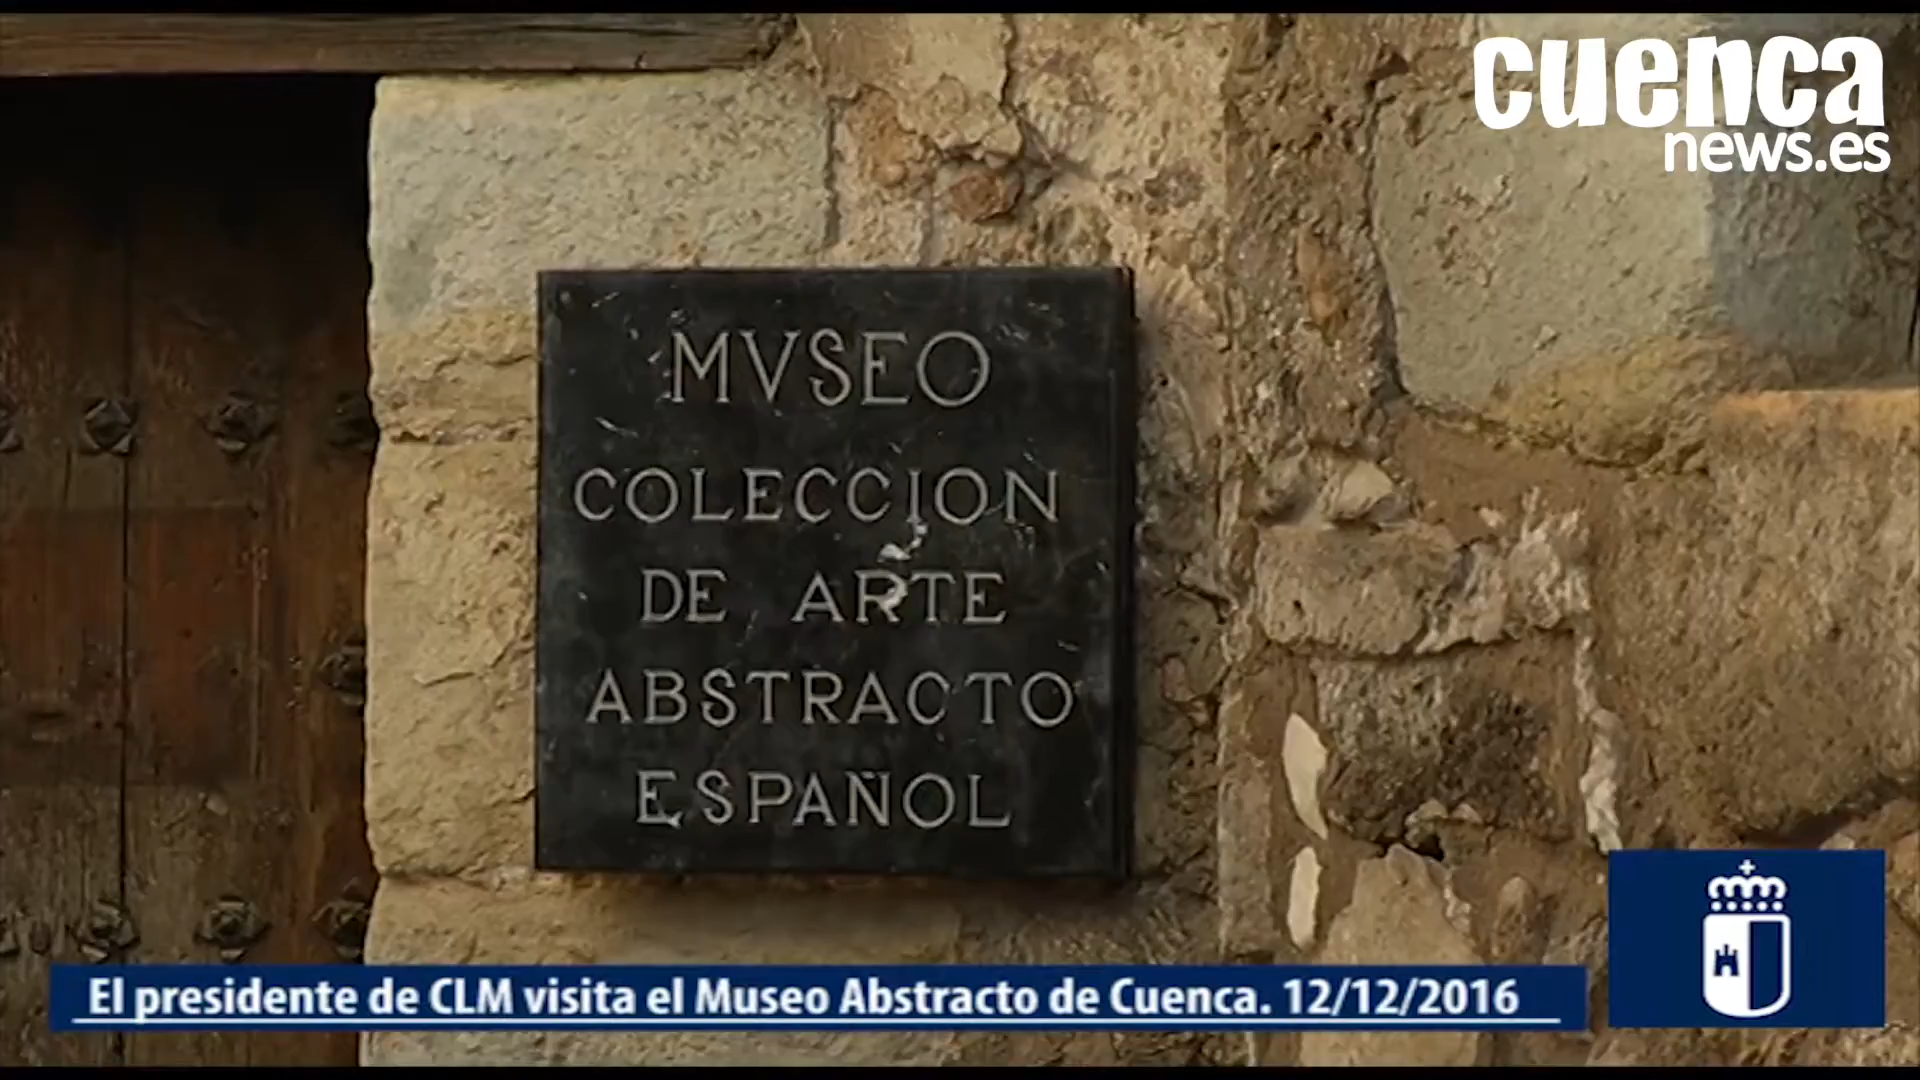 cuenca
news.es
MVSEO
COLECCION
DE ARTE
ABSTRACTO
ESPAÑOL
El presidente de CLM visita el Museo Abstracto de Cuenca. 12/12/2016